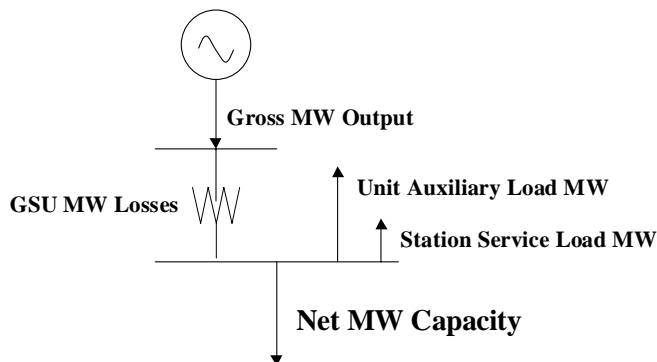 Gross MW Output
GSU MW Losses
Unit Auxiliary Load MW
Station Service Load MW
Net MW Capacity